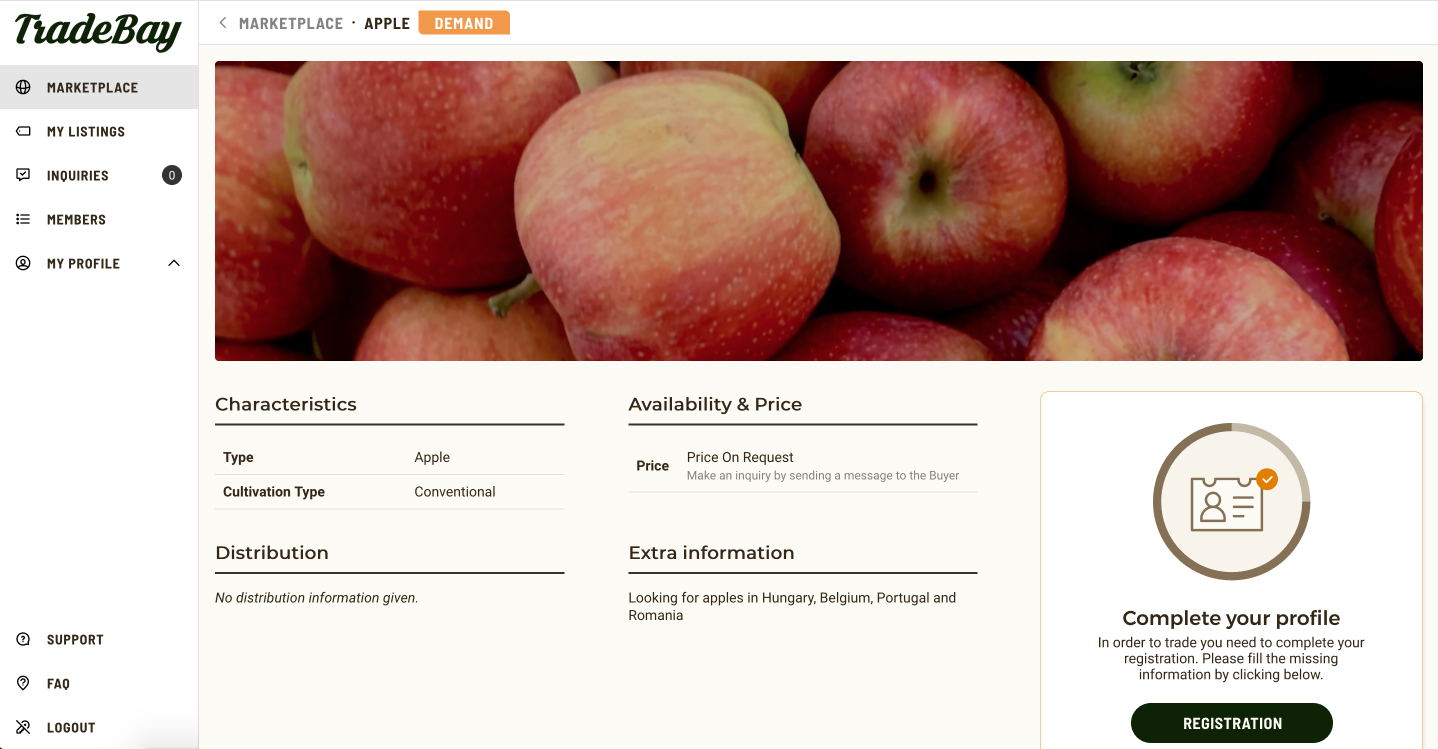 TradeBay
MARKETPLACE · APPLE DEMAND
MARKETPLACE
MY LISTINGS
INQUIRIES 0
MEMBERS
MY PROFILE
SUPPORT
FAQ
LOGOUT
Characteristics
Type Apple
Cultivation Type Conventional
Distribution
No distribution information given.
Availability & Price
Price Price On Request
Make an inquiry by sending a message to the Buyer
Extra information
Looking for apples in Hungary, Belgium, Portugal and
Romania
Complete your profile
In order to trade you need to complete your
registration. Please fill the missing
information by clicking below.
REGISTRATION